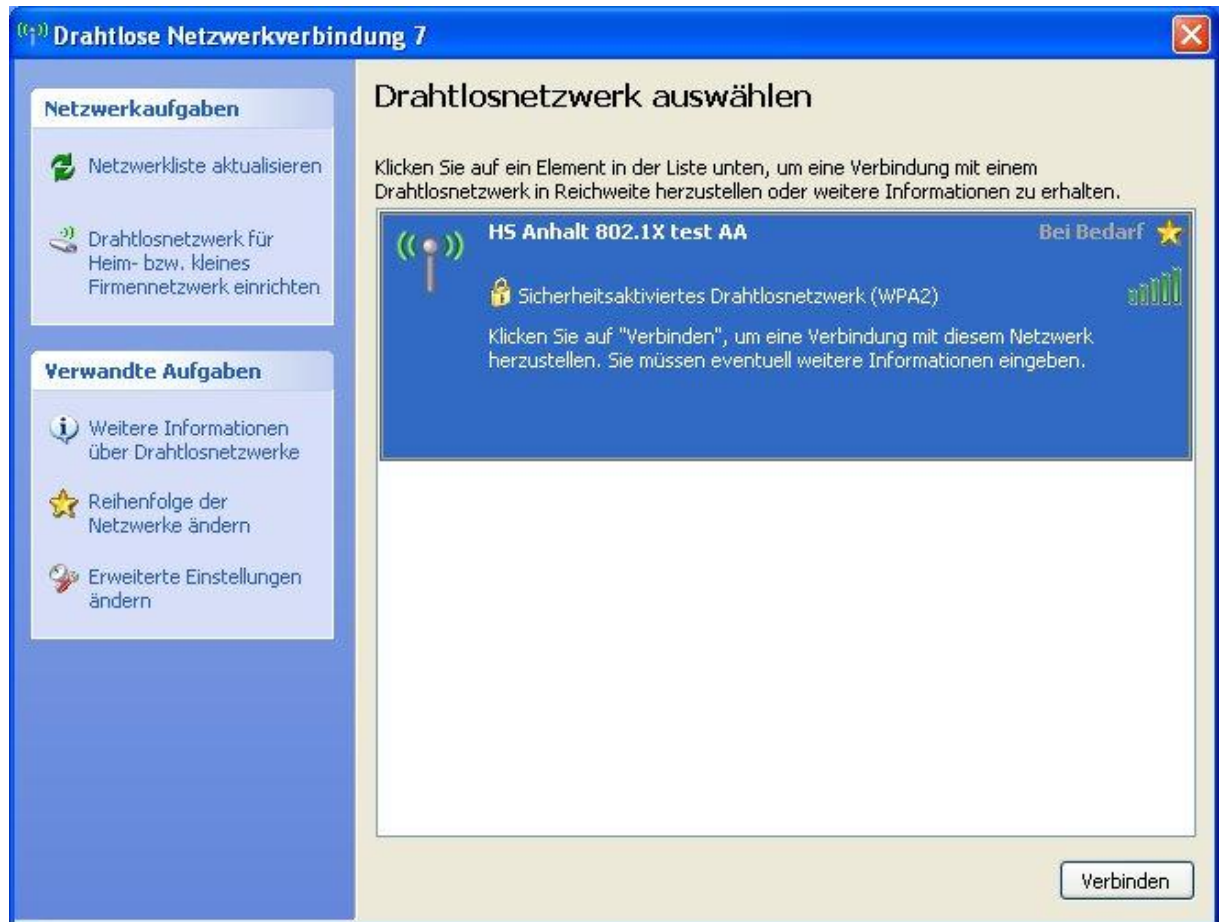 Drahtlose Netzwerkverbindung 7
Netzwerkaufgaben
Netzwerkliste aktualisieren
Drahtlosnetzwerk für
Heim- bzw. kleines
Firmennetzwerk einrichten
Verwandte Aufgaben
Weitere Informationen
über Drahtlosnetzwerke
Reihenfolge der
Netzwerke ändern
Erweiterte Einstellungen
ändern
Drahtlosnetzwerk auswählen
Klicken Sie auf ein Element in der Liste unten, um eine Verbindung mit einem
Drahtlosnetzwerk in Reichweite herzustellen oder weitere Informationen zu erhalten.
HS Anhalt 802.1X test AA
Bei Bedarf
Sicherheitsaktiviertes Drahtlosnetzwerk (WPA2)
Klicken Sie auf "Verbinden", um eine Verbindung mit diesem Netzwerk
herzustellen. Sie müssen eventuell weitere Informationen eingeben.
Verbinden